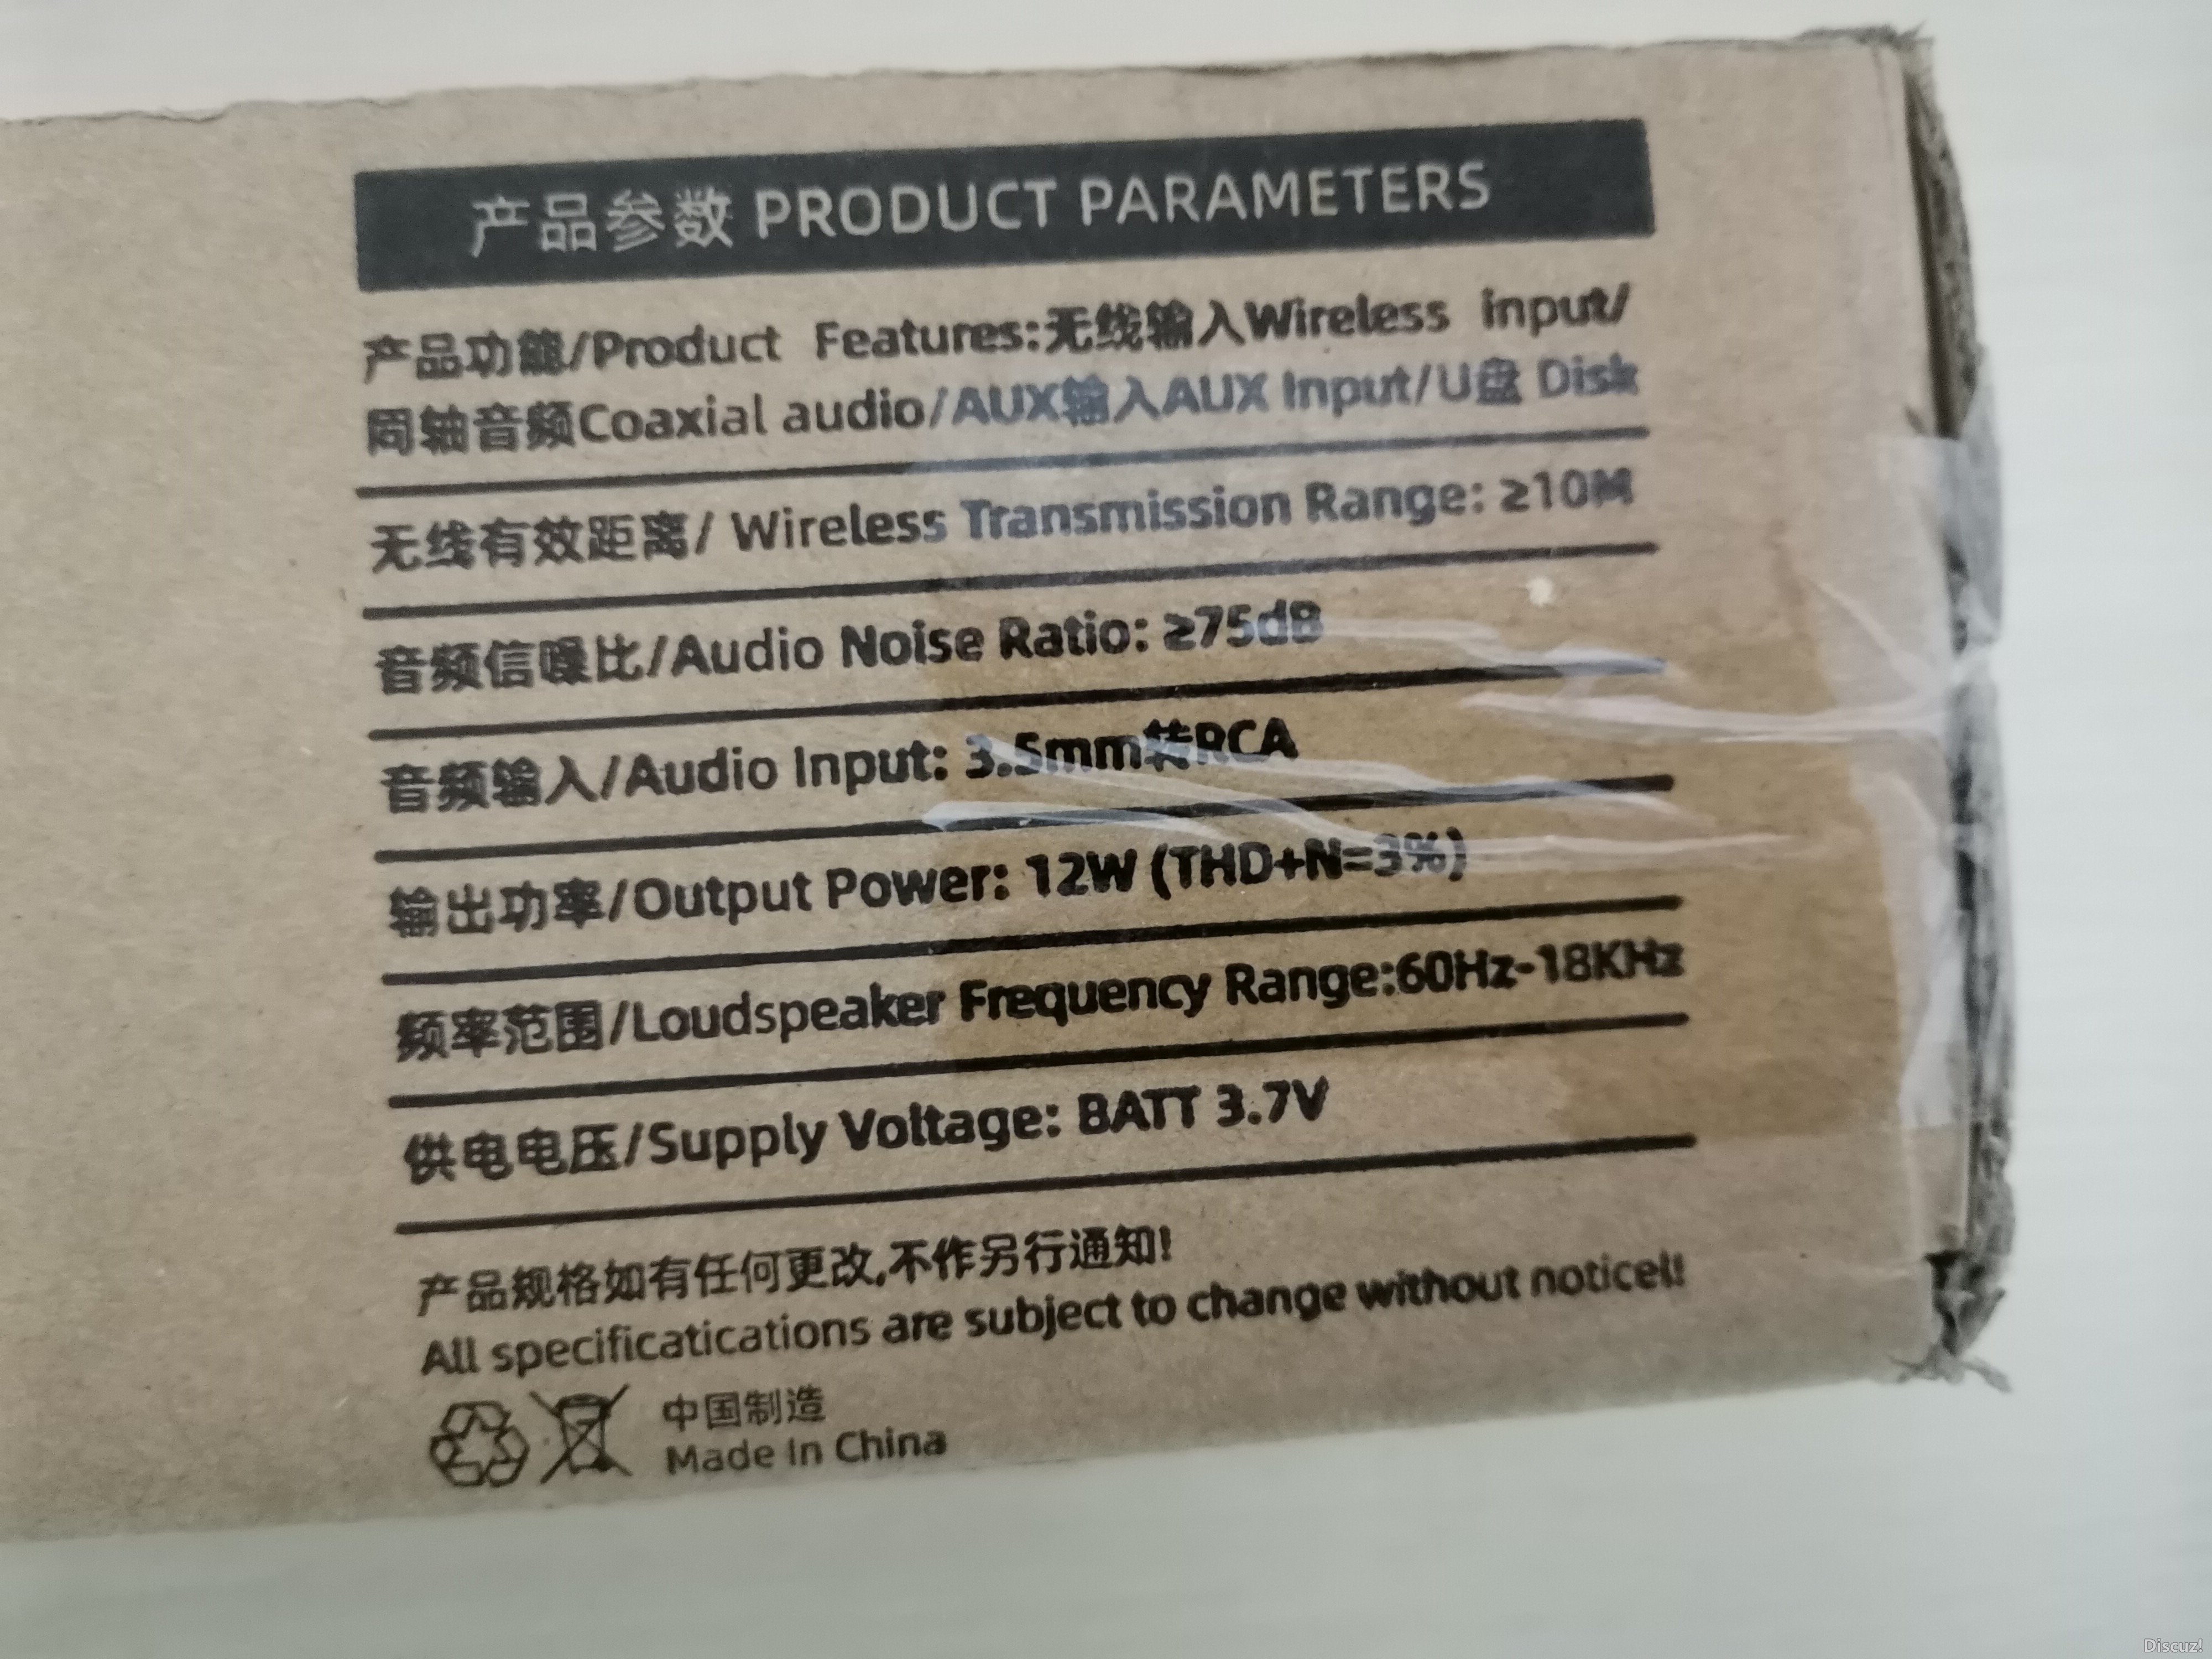 产品参数 PRODUCT PARAMETERS
产品功能/Product Features:无线输入Wireless input/
周轴音频Coaxial audio/AUX输入AUX Input/U盘 Disk
无线有效距离/ Wireless Transmission Range: ≥10M
音频信噪比/Audio Noise Ratio: ≥75dB
音频输入/Audio Input: 3.5mm转RCA
输出功率/Output Power: 12W (THD+N=3%)
频率范围/Loudspeaker Frequency Range:60Hz-18KHz
供电电压/Supply Voltage: BATT 3.7V
产品规格如有任何更改,不作另行通知!
All specificatications are subject to change without noticel!
中国制造
Made In China
Discuz!